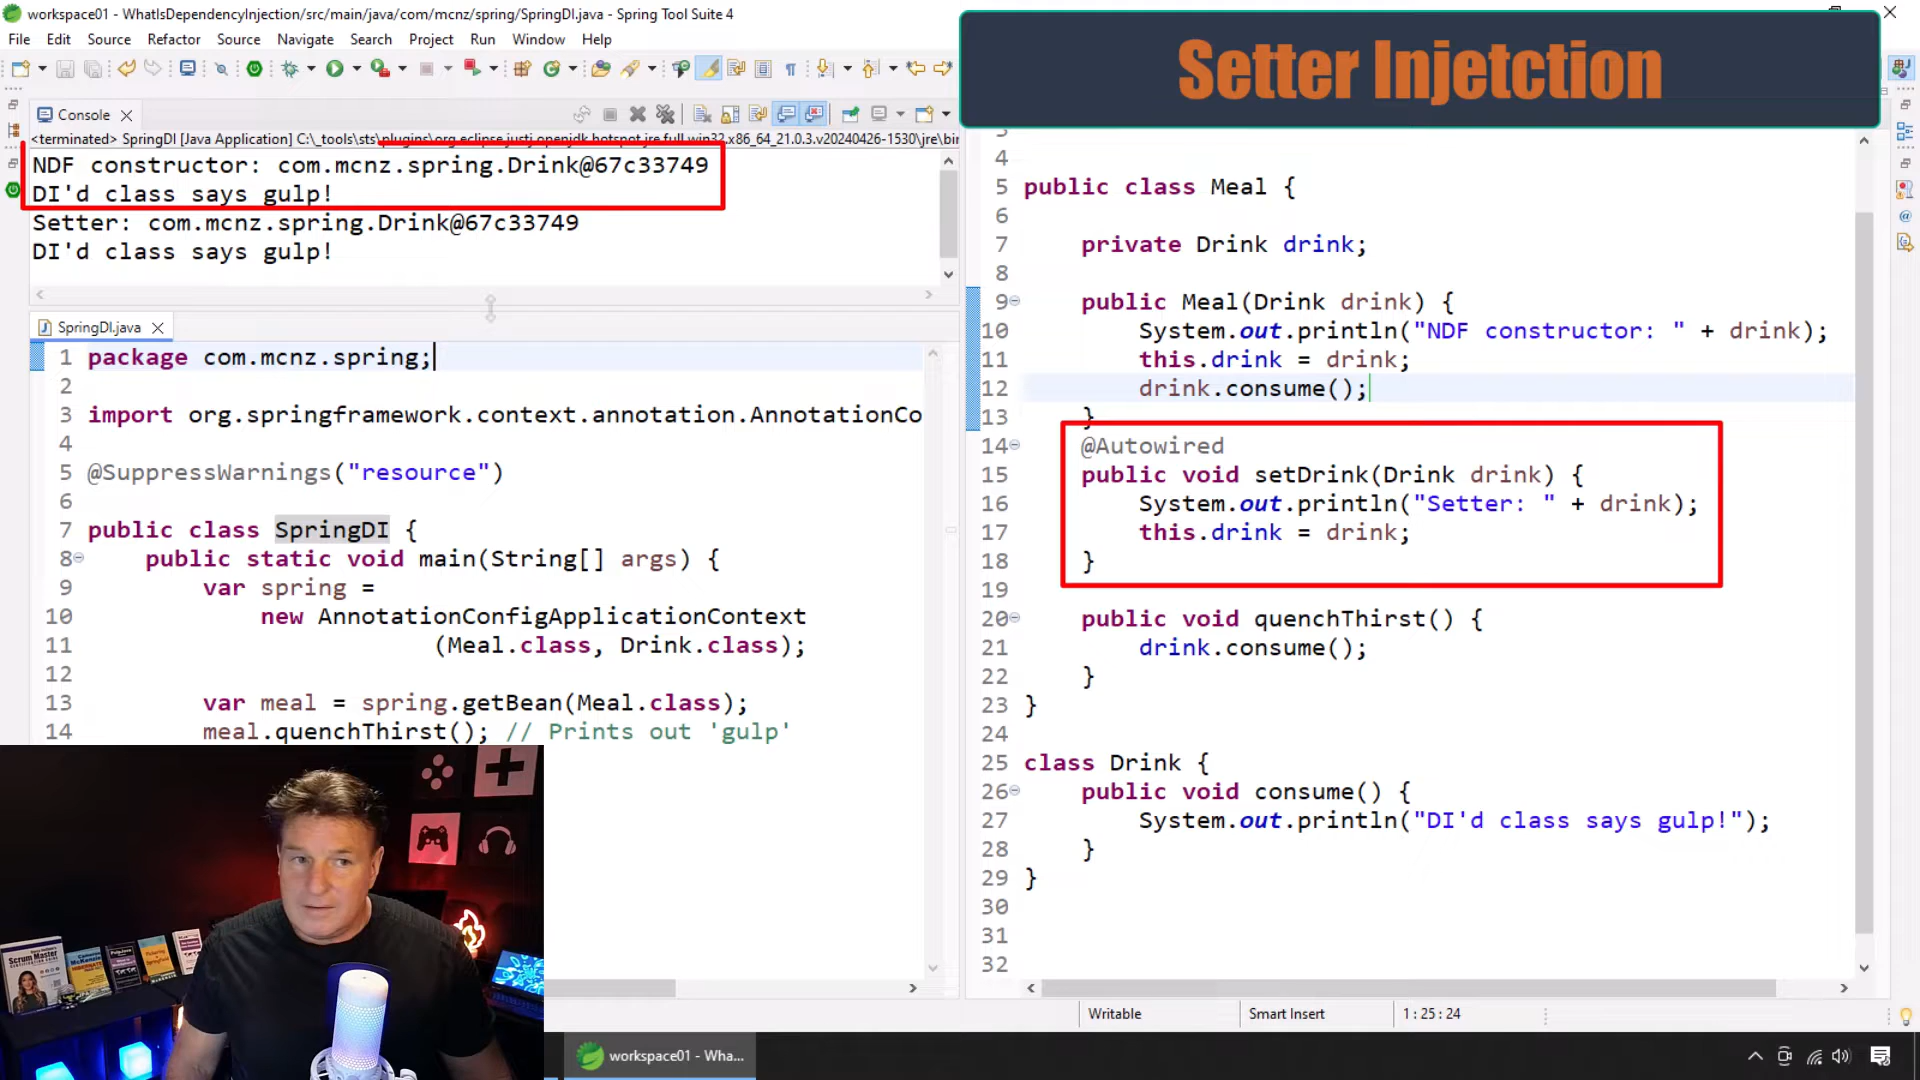 workspace01 - WhatIsDependencyInjection/src/main/java/com/mcnz/spring/SpringDI.java - Spring Tool Suite 4
File Edit Source Refactor Source Navigate Search Project Run Window Help
Setter Injetction
Console
<terminated> SpringDI [Java Application] C:\_tools\sts\plugins\org.eclipse.justj.openjdk.hotspot.jre.full.win32.x86_64_21.0.3.v20240426-1530\jre\bin
NDF constructor: com.mcnz.spring.Drink@67c33749
DI'd class says gulp!
Setter: com.mcnz.spring.Drink@67c33749
DI'd class says gulp!
SpringDI.java
1 package com.mcnz.spring;
2
3 import org.springframework.context.annotation.AnnotationCo
4
5 @SuppressWarnings("resource")
6
7 public class SpringDI {
8 public static void main(String[] args) {
9 var spring =
10 new AnnotationConfigApplicationContext
11 (Meal.class, Drink.class);
12
13 var meal = spring.getBean(Meal.class);
14 meal.quenchThirst(); // Prints out 'gulp'
4
5 public class Meal {
6
7 private Drink drink;
8
9 public Meal(Drink drink) {
10 System.out.println("NDF constructor: " + drink);
11 this.drink = drink;
12 drink.consume();
13 }
14 @Autowired
15 public void setDrink(Drink drink) {
16 System.out.println("Setter: " + drink);
17 this.drink = drink;
18 }
19
20 public void quenchThirst() {
21 drink.consume();
22 }
23 }
24
25 class Drink {
26 public void consume() {
27 System.out.println("DI'd class says gulp!");
28 }
29 }
30
31
32
Scrum Master
Writable Smart Insert 1 : 25 : 24
workspace01 - Wha...